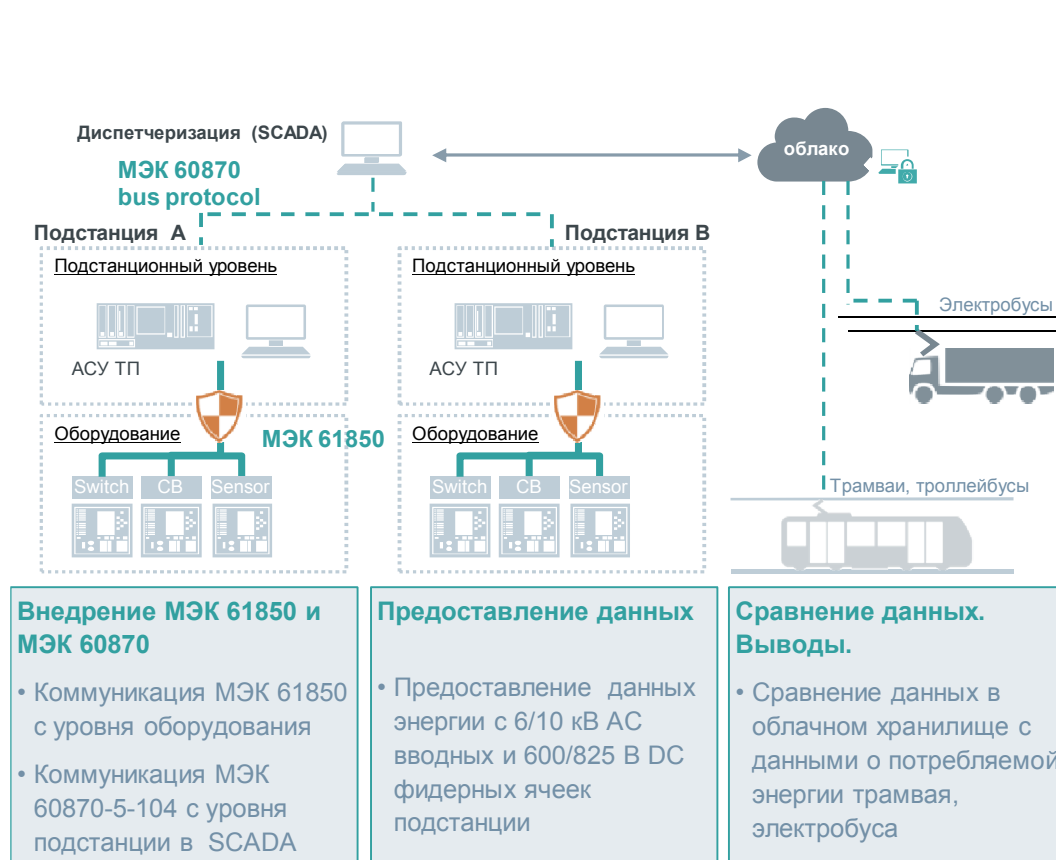 Диспетчеризация (SCADA)
МЭК 60870
bus protocol
облако
Подстанция А
Подстанция В
Подстанционный уровень
АСУ ТП
Оборудование
МЭК 61850
Switch CB Sensor
Подстанционный уровень
АСУ ТП
Оборудование
Switch CB Sensor
Электробусы
Трамваи, троллейбусы
Внедрение МЭК 61850 и
МЭК 60870
• Коммуникация МЭК 61850
с уровня оборудования
• Коммуникация МЭК
60870-5-104 с уровня
подстанции в SCADA
Предоставление данных
• Предоставление данных
энергии с 6/10 кВ AC
вводных и 600/825 В DC
фидерных ячеек
подстанции
Сравнение данных.
Выводы.
• Сравнение данных в
облачном хранилище с
данными о потребляемой
энергии трамвая,
электробуса